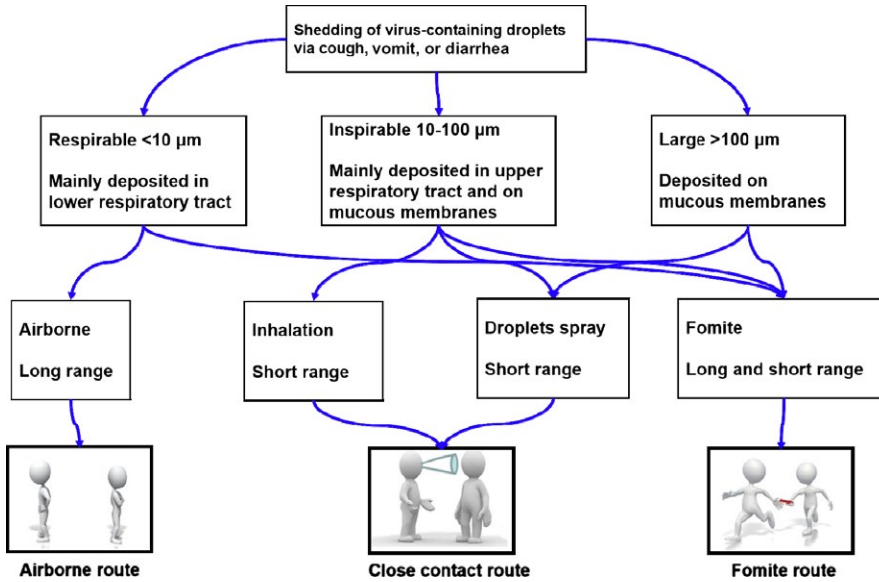 Shedding of virus-containing droplets
via cough, vomit, or diarrhea
Respirable <10 µm
Mainly deposited in
lower respiratory tract
Inspirable 10-100 µm
Mainly deposited in upper
respiratory tract and on
mucous membranes
Large >100 µm
Deposited on
mucous membranes
Airborne
Long range
Inhalation
Short range
Droplets spray
Short range
Fomite
Long and short range
Airborne route
Close contact route
Fomite route